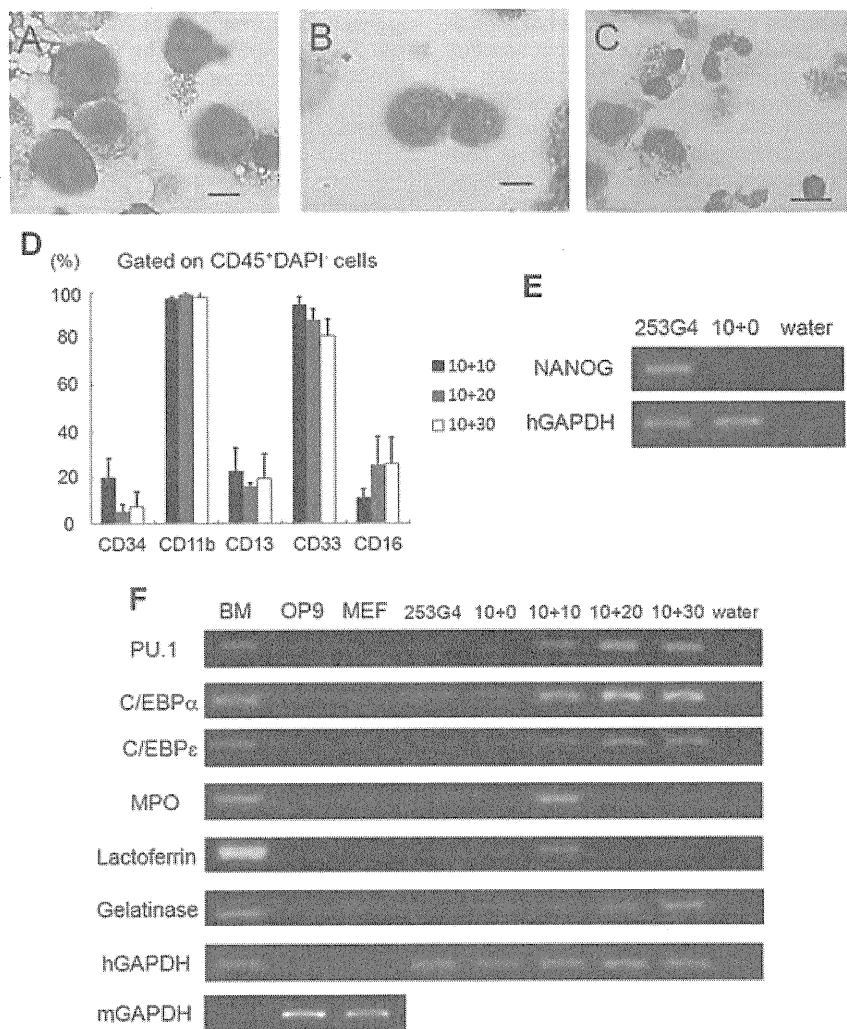 A
B
C
D
(%) Gated on CD45⁺DAPI⁻ cells
100
80
60
40
20
0
CD34 CD11b CD13 CD33 CD16
10+10
10+20
10+30
E
253G4 10+0 water
NANOG
hGAPDH
F
BM OP9 MEF 253G4 10+0 10+10 10+20 10+30 water
PU.1
C/EBPα
C/EBPε
MPO
Lactoferrin
Gelatinase
hGAPDH
mGAPDH